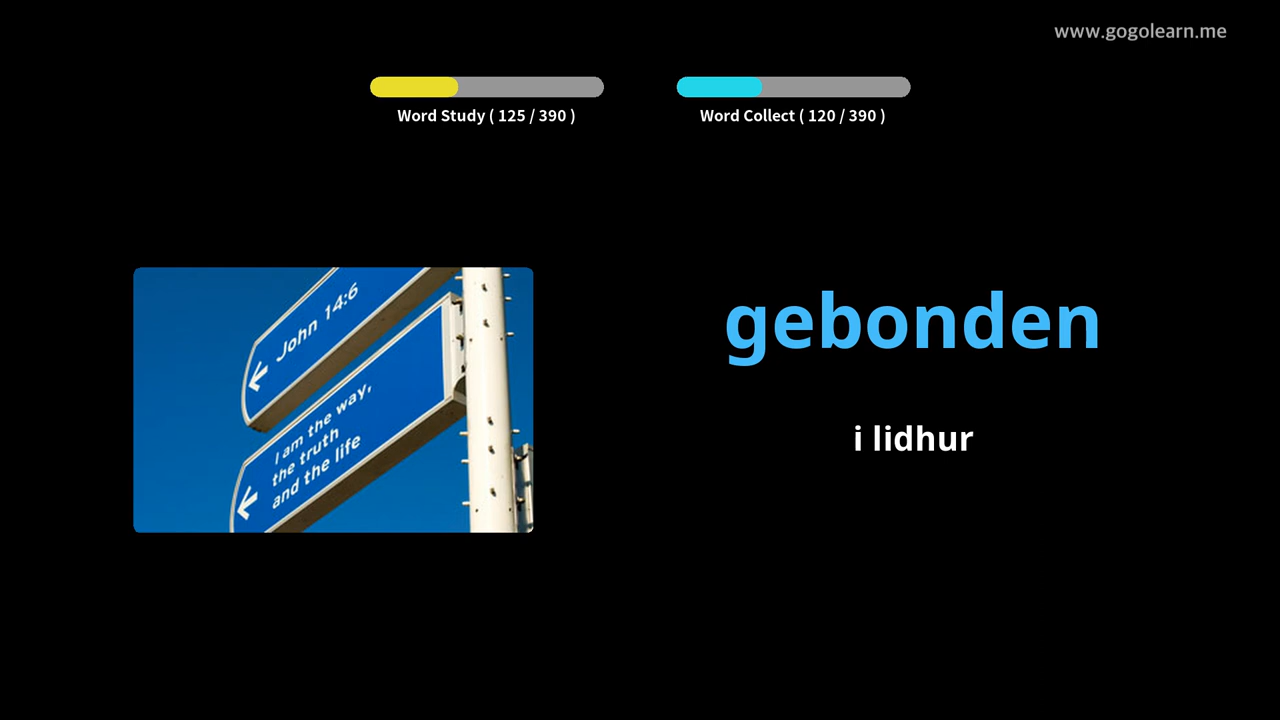 www.gogolearn.me
Word Study ( 125 / 390 )
Word Collect ( 120 / 390 )
John 14:6
I am the way,
the truth
and the life
gebonden
i lidhur